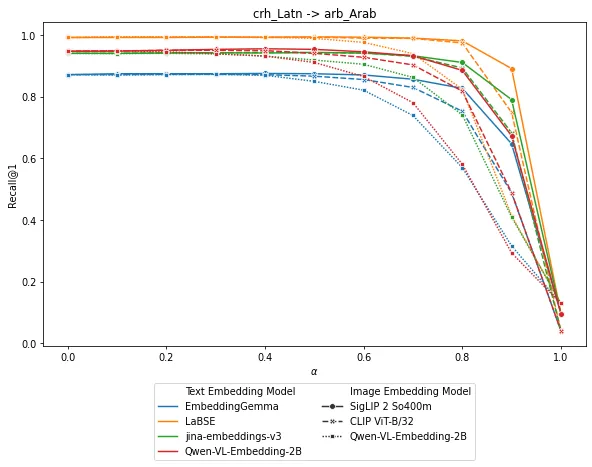 crh_Latn -> arb_Arab
1.0
0.8
0.6
0.4
0.2
0.0
Recall@1
0.0 0.2 0.4 0.6 0.8 1.0
α
Text Embedding Model Image Embedding Model
EmbeddingGemma SigLIP 2 So400m
LaBSE CLIP ViT-B/32
jina-embeddings-v3 Qwen-VL-Embedding-2B
Qwen-VL-Embedding-2B